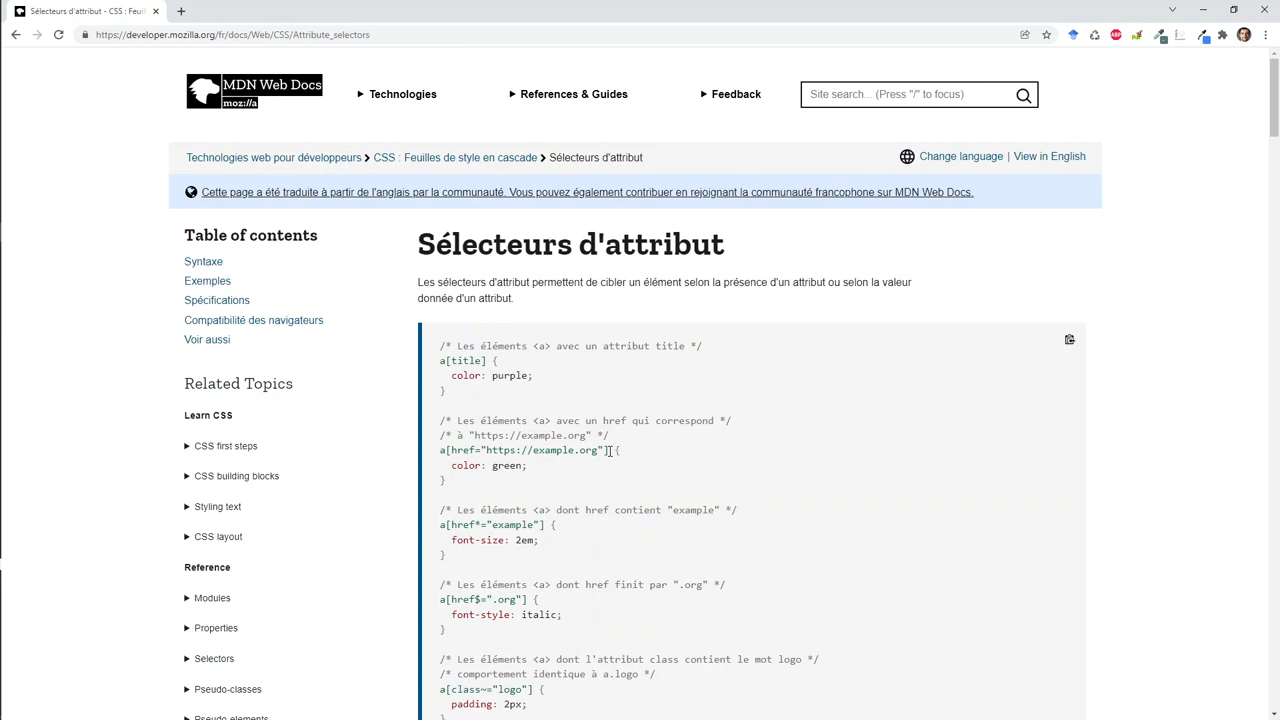 Sélecteurs d'attribut - CSS : Feuil
https://developer.mozilla.org/fr/docs/Web/CSS/Attribute_selectors
ABP
MDN Web Docs
moz://a
Technologies
References & Guides
Feedback
Site search... (Press "/" to focus)
Technologies web pour développeurs
CSS : Feuilles de style en cascade
Sélecteurs d'attribut
Change language | View in English
Cette page a été traduite à partir de l'anglais par la communauté. Vous pouvez également contribuer en rejoignant la communauté francophone sur MDN Web Docs.
Table of contents
Syntaxe
Exemples
Spécifications
Compatibilité des navigateurs
Voir aussi
Related Topics
Learn CSS
CSS first steps
CSS building blocks
Styling text
CSS layout
Reference
Modules
Properties
Selectors
Pseudo-classes
Pseudo-elements
Sélecteurs d'attribut
Les sélecteurs d'attribut permettent de cibler un élément selon la présence d'un attribut ou selon la valeur
donnée d'un attribut.
/* Les éléments <a> avec un attribut title */
a[title] {
color: purple;
}
/* Les éléments <a> avec un href qui correspond */
/* à "https://example.org" */
a[href="https://example.org"] {
color: green;
}
/* Les éléments <a> dont href contient "example" */
a[href*="example"] {
font-size: 2em;
}
/* Les éléments <a> dont href finit par ".org" */
a[href$=".org"] {
font-style: italic;
}
/* Les éléments <a> dont l'attribut class contient le mot logo */
/* comportement identique à a.logo */
a[class~="logo"] {
padding: 2px;
}